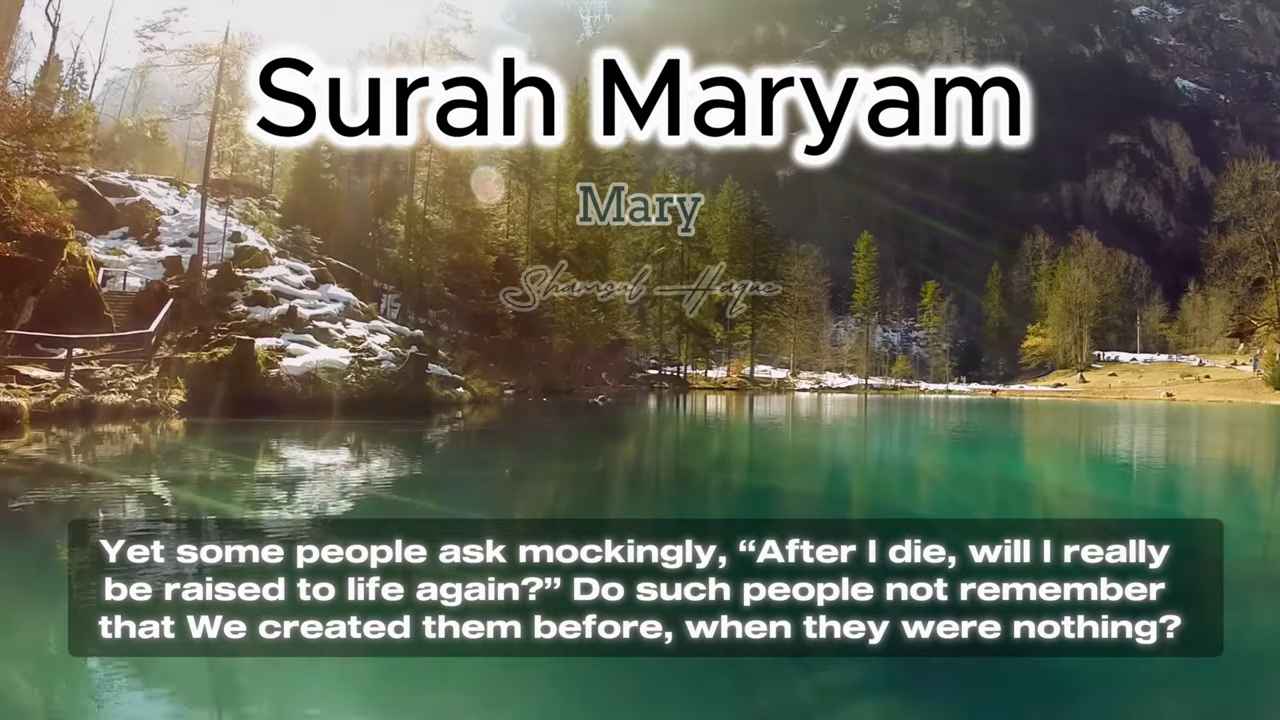 Surah Maryam
Mary
Shamsul Haque
Yet some people ask mockingly, “After I die, will I really
be raised to life again?” Do such people not remember
that We created them before, when they were nothing?